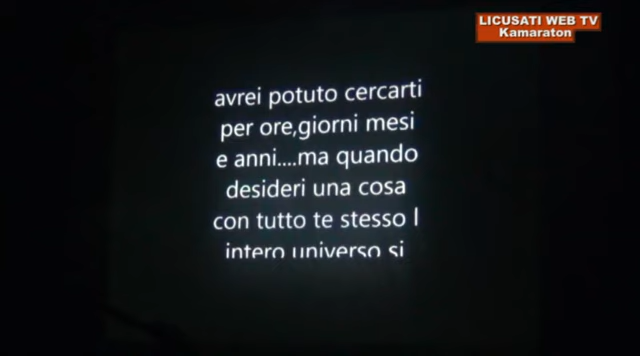 LICUSATI WEB TV
Kamaraton
avrei potuto cercarti
per ore,giorni mesi
e anni....ma quando
desideri una cosa
con tutto te stesso l
intero universo si